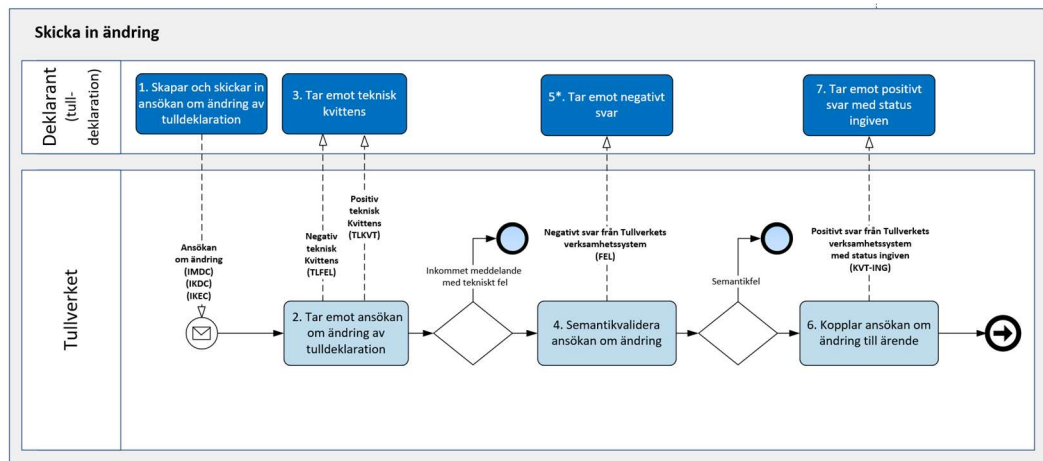 Skicka in ändring
Deklarant
(tull-
deklaration)
1. Skapar och skickar in
ansökan om ändring av
tulldeklaration
3. Tar emot teknisk
kvittens
5*. Tar emot negativt
svar
7. Tar emot positivt
svar med status
ingiven
Tullverket
Ansökan
om ändring
(IMDC)
(IKDC)
(IKEC)
Negativ
teknisk
Kvittens
(TLFEL)
Positiv
teknisk
Kvittens
(TLKVT)
Inkommet meddelande
med tekniskt fel
Negativt svar från Tullverkets
verksamhetssystem
(FEL)
Semantikfel
Positivt svar från Tullverkets
verksamhetssystem
med status ingiven
(KVT-ING)
2. Tar emot ansökan
om ändring av
tulldeklaration
4. Semantikvalidera
ansökan om ändring
6. Kopplar ansökan om
ändring till ärende